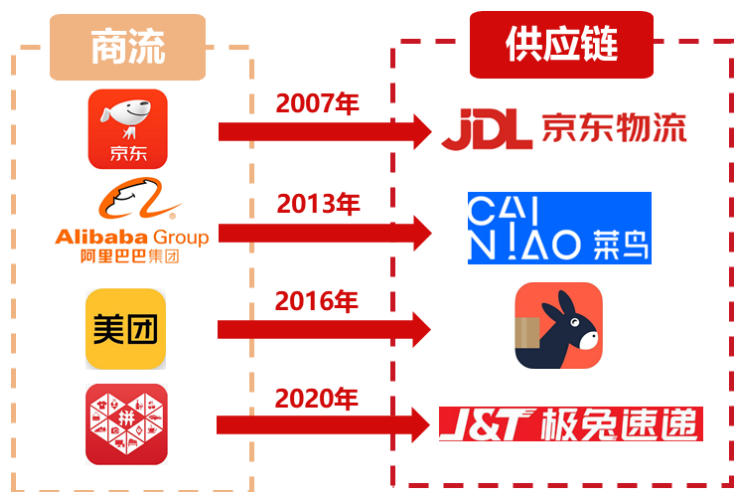 商流
供应链
京东
2007年
JDL 京东物流
Alibaba Group
阿里巴巴集团
2013年
CAI
NIAO 菜鸟
美团
2016年
拼
2020年
J&T 极兔速递